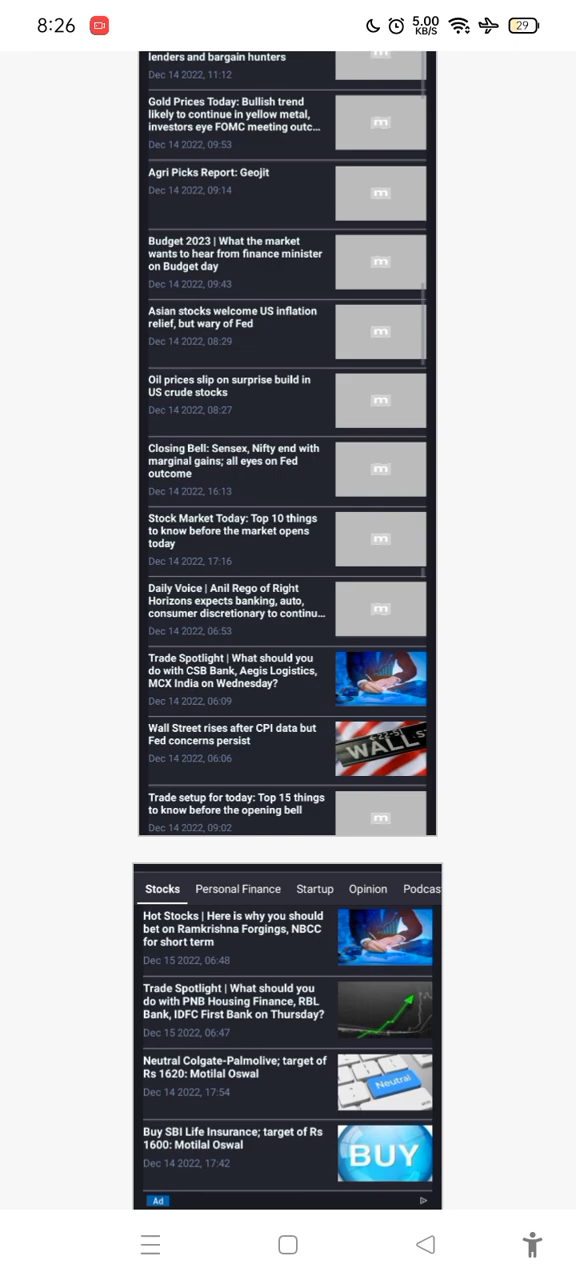 8:26
5.00
KB/S
29
lenders and bargain hunters
Dec 14 2022, 11:12
Gold Prices Today: Bullish trend
likely to continue in yellow metal,
investors eye FOMC meeting outc...
Dec 14 2022, 09:53
Agri Picks Report: Geojit
Dec 14 2022, 09:14
Budget 2023 | What the market
wants to hear from finance minister
on Budget day
Dec 14 2022, 09:43
Asian stocks welcome US inflation
relief, but wary of Fed
Dec 14 2022, 08:29
Oil prices slip on surprise build in
US crude stocks
Dec 14 2022, 08:27
Closing Bell: Sensex, Nifty end with
marginal gains; all eyes on Fed
outcome
Dec 14 2022, 16:13
Stock Market Today: Top 10 things
to know before the market opens
today
Dec 14 2022, 17:16
Daily Voice | Anil Rego of Right
Horizons expects banking, auto,
consumer discretionary to continu...
Dec 14 2022, 06:53
Trade Spotlight | What should you
do with CSB Bank, Aegis Logistics,
MCX India on Wednesday?
Dec 14 2022, 06:09
Wall Street rises after CPI data but
Fed concerns persist
Dec 14 2022, 06:06
WALL
Trade setup for today: Top 15 things
to know before the opening bell
Dec 14 2022, 09:02
Stocks Personal Finance Startup Opinion Podcas
Hot Stocks | Here is why you should
bet on Ramkrishna Forgings, NBCC
for short term
Dec 15 2022, 06:48
Trade Spotlight | What should you
do with PNB Housing Finance, RBL
Bank, IDFC First Bank on Thursday?
Dec 15 2022, 06:47
Neutral Colgate-Palmolive; target of
Rs 1620: Motilal Oswal
Dec 14 2022, 17:54
Neutral
Buy SBI Life Insurance; target of Rs
1600: Motilal Oswal
Dec 14 2022, 17:42
BUY
Ad